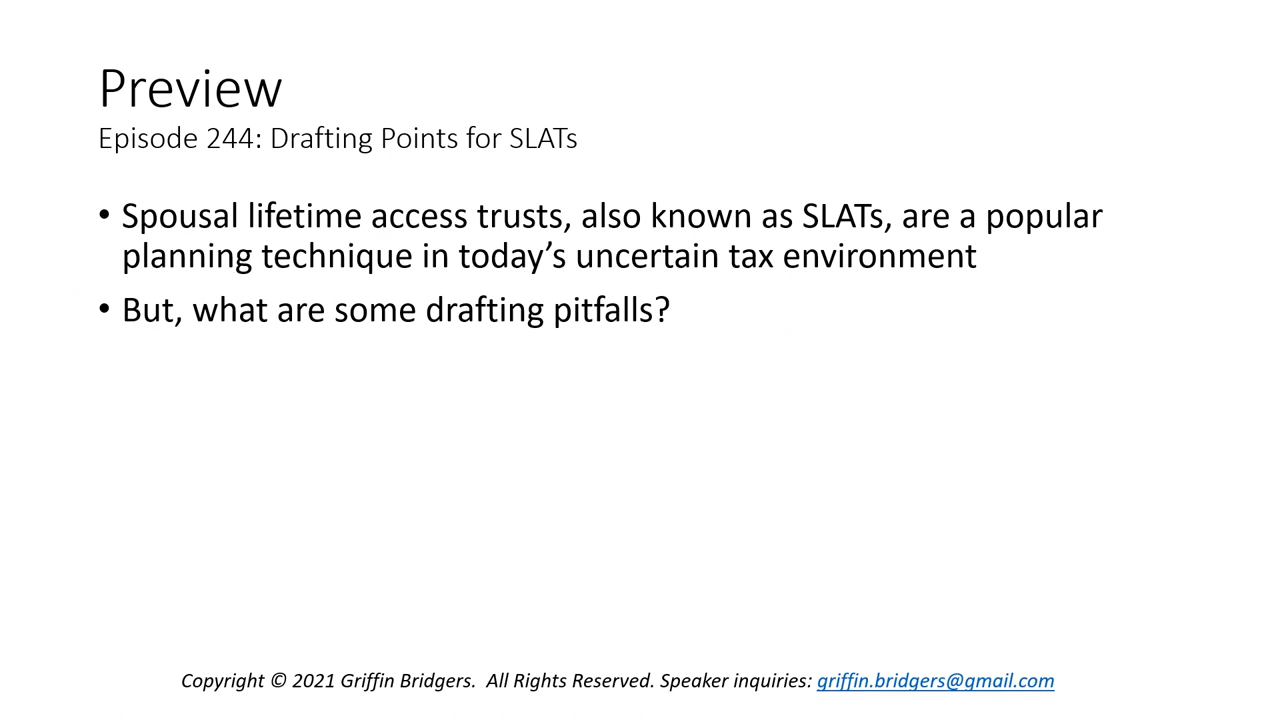 Preview
Episode 244: Drafting Points for SLATs
• Spousal lifetime access trusts, also known as SLATs, are a popular
planning technique in today’s uncertain tax environment
• But, what are some drafting pitfalls?
Copyright © 2021 Griffin Bridgers.  All Rights Reserved. Speaker inquiries: griffin.bridgers@gmail.com